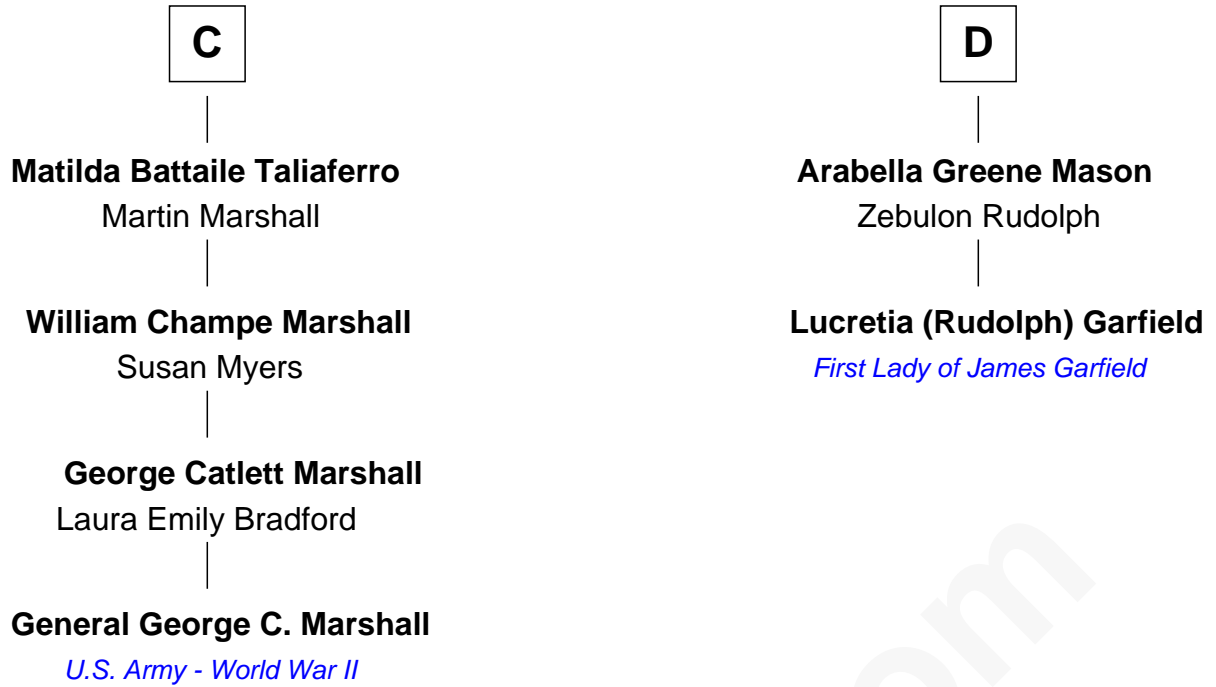 C
Matilda Battaile Taliaferro
Martin Marshall
William Champe Marshall
Susan Myers
George Catlett Marshall
Laura Emily Bradford
General George C. Marshall
U.S. Army - World War II
D
Arabella Greene Mason
Zebulon Rudolph
Lucretia (Rudolph) Garfield
First Lady of James Garfield
om